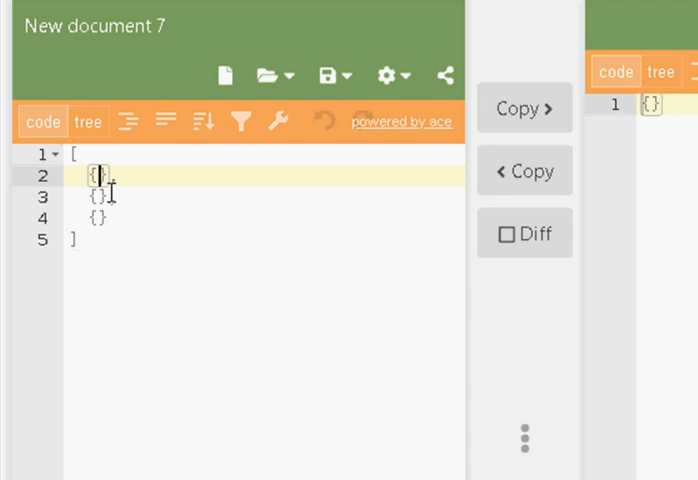 New document 7
code tree powered by ace
1 [
2 {},
3 {}
4 {}
5 ]
Copy >
< Copy
Diff
code tree
1 {}